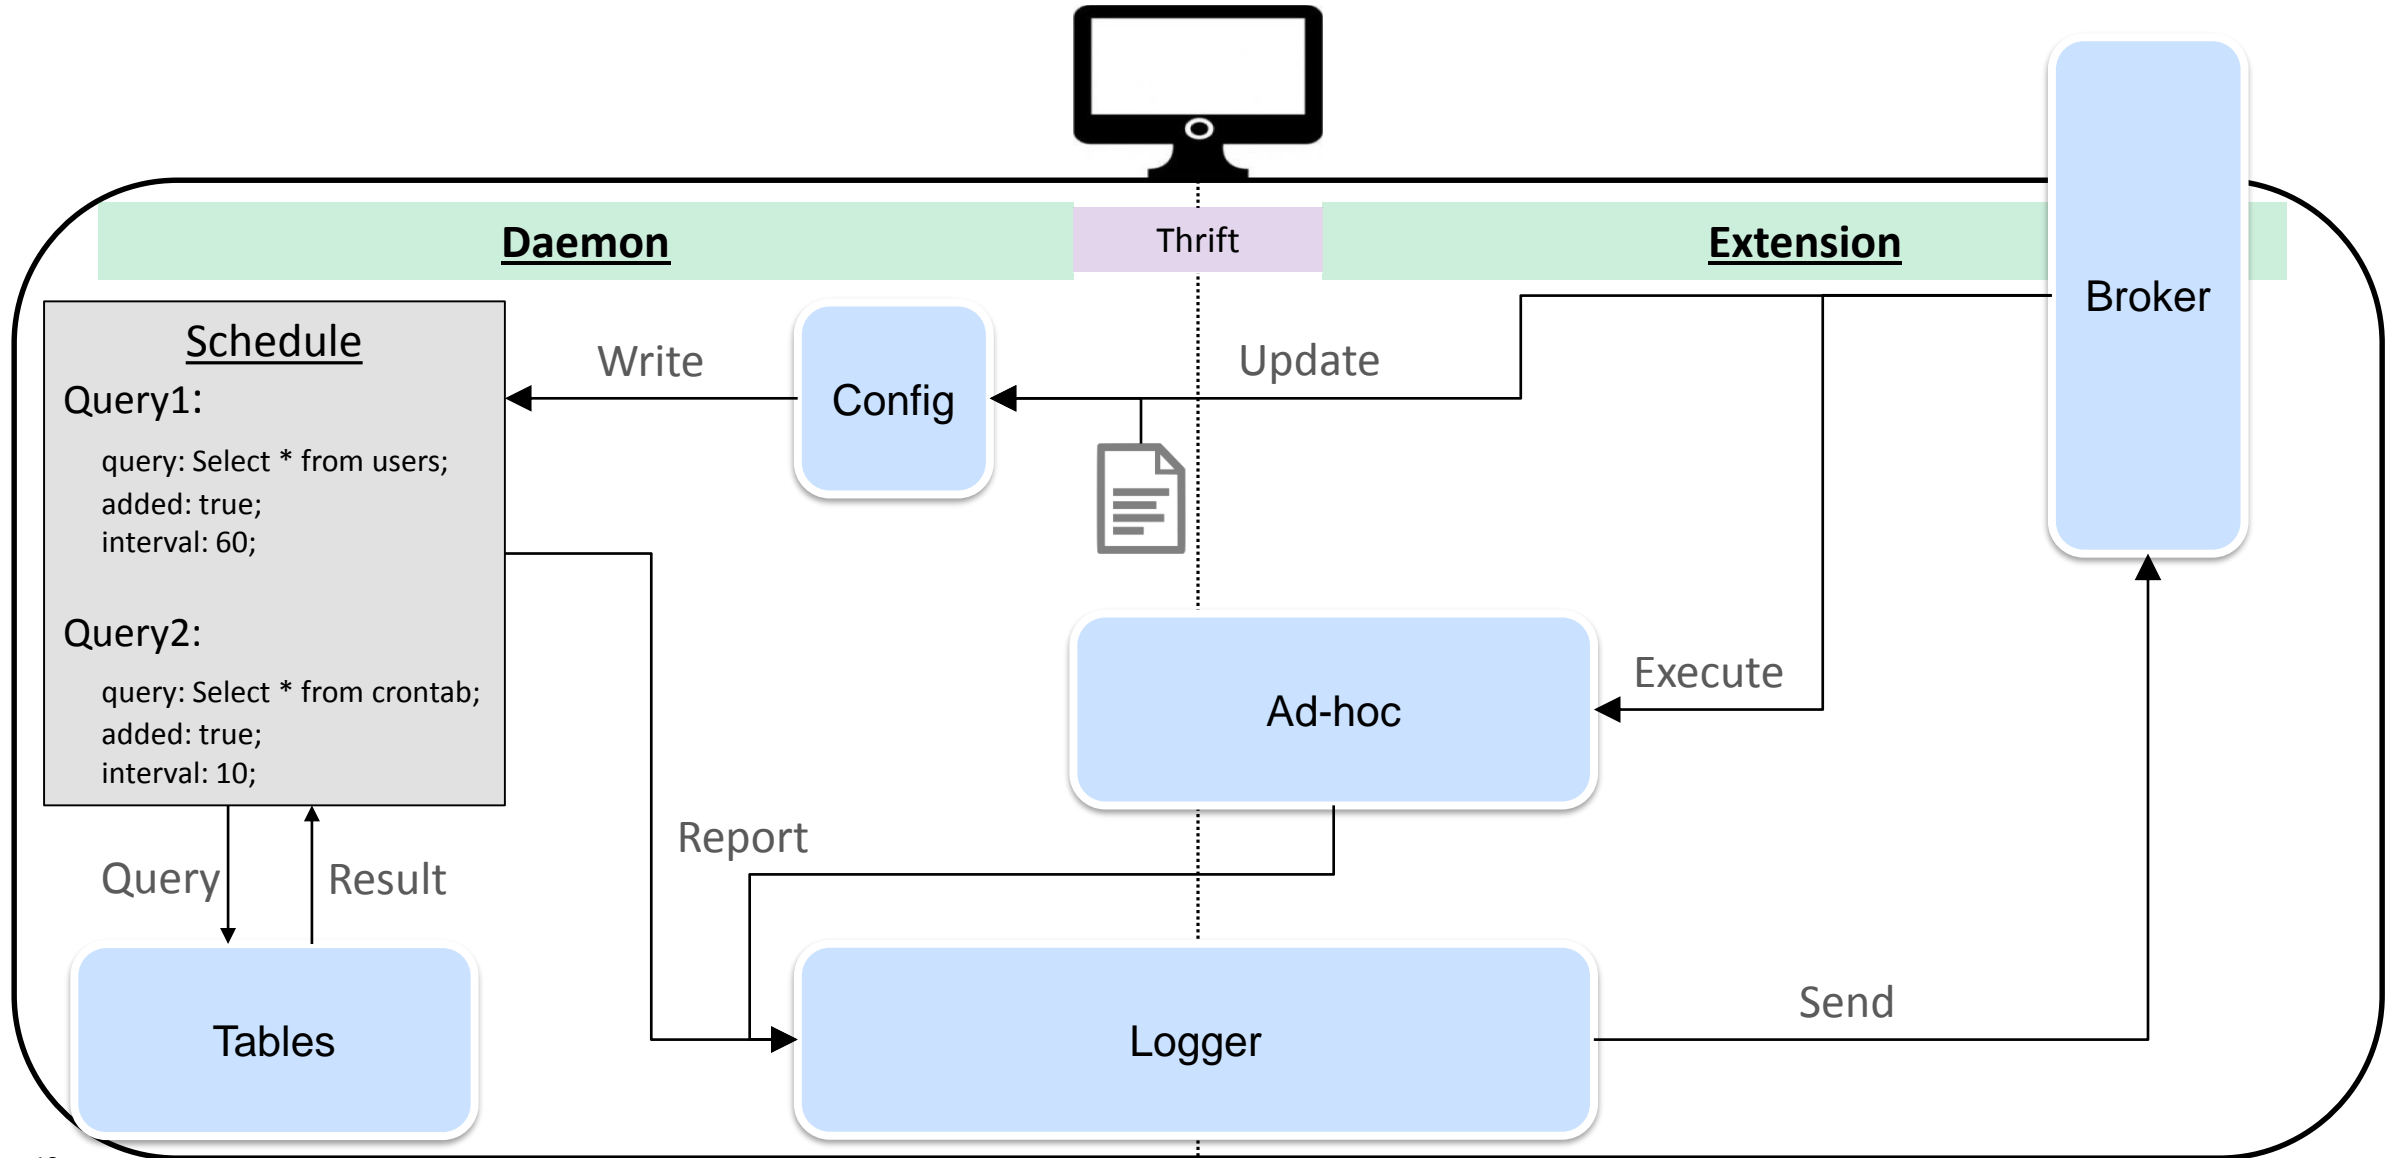 Daemon
Thrift
Extension
Broker
Schedule
Query1:
query: Select * from users;
added: true;
interval: 60;
Query2:
query: Select * from crontab;
added: true;
interval: 10;
Write
Config
Update
Ad-hoc
Execute
Report
Query
Result
Tables
Logger
Send